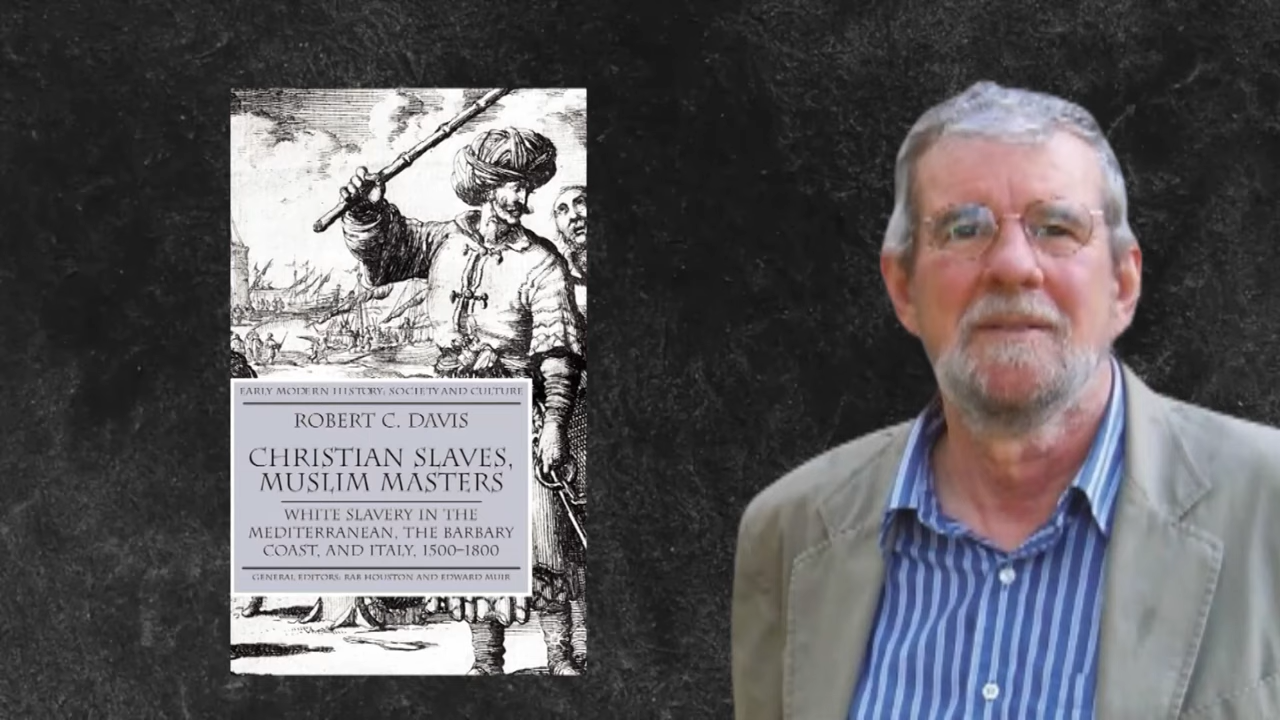 EARLY MODERN HISTORY: SOCIETY AND CULTURE
ROBERT C. DAVIS
CHRISTIAN SLAVES,
MUSLIM MASTERS
WHITE SLAVERY IN THE
MEDITERRANEAN, THE BARBARY
COAST, AND ITALY, 1500–1800
GENERAL EDITORS: RAB HOUSTON AND EDWARD MUIR